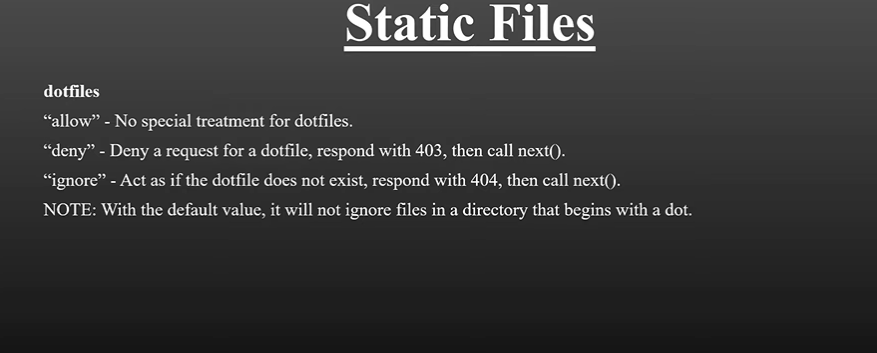 Static Files
dotfiles
“allow” - No special treatment for dotfiles.
“deny” - Deny a request for a dotfile, respond with 403, then call next().
“ignore” - Act as if the dotfile does not exist, respond with 404, then call next().
NOTE: With the default value, it will not ignore files in a directory that begins with a dot.